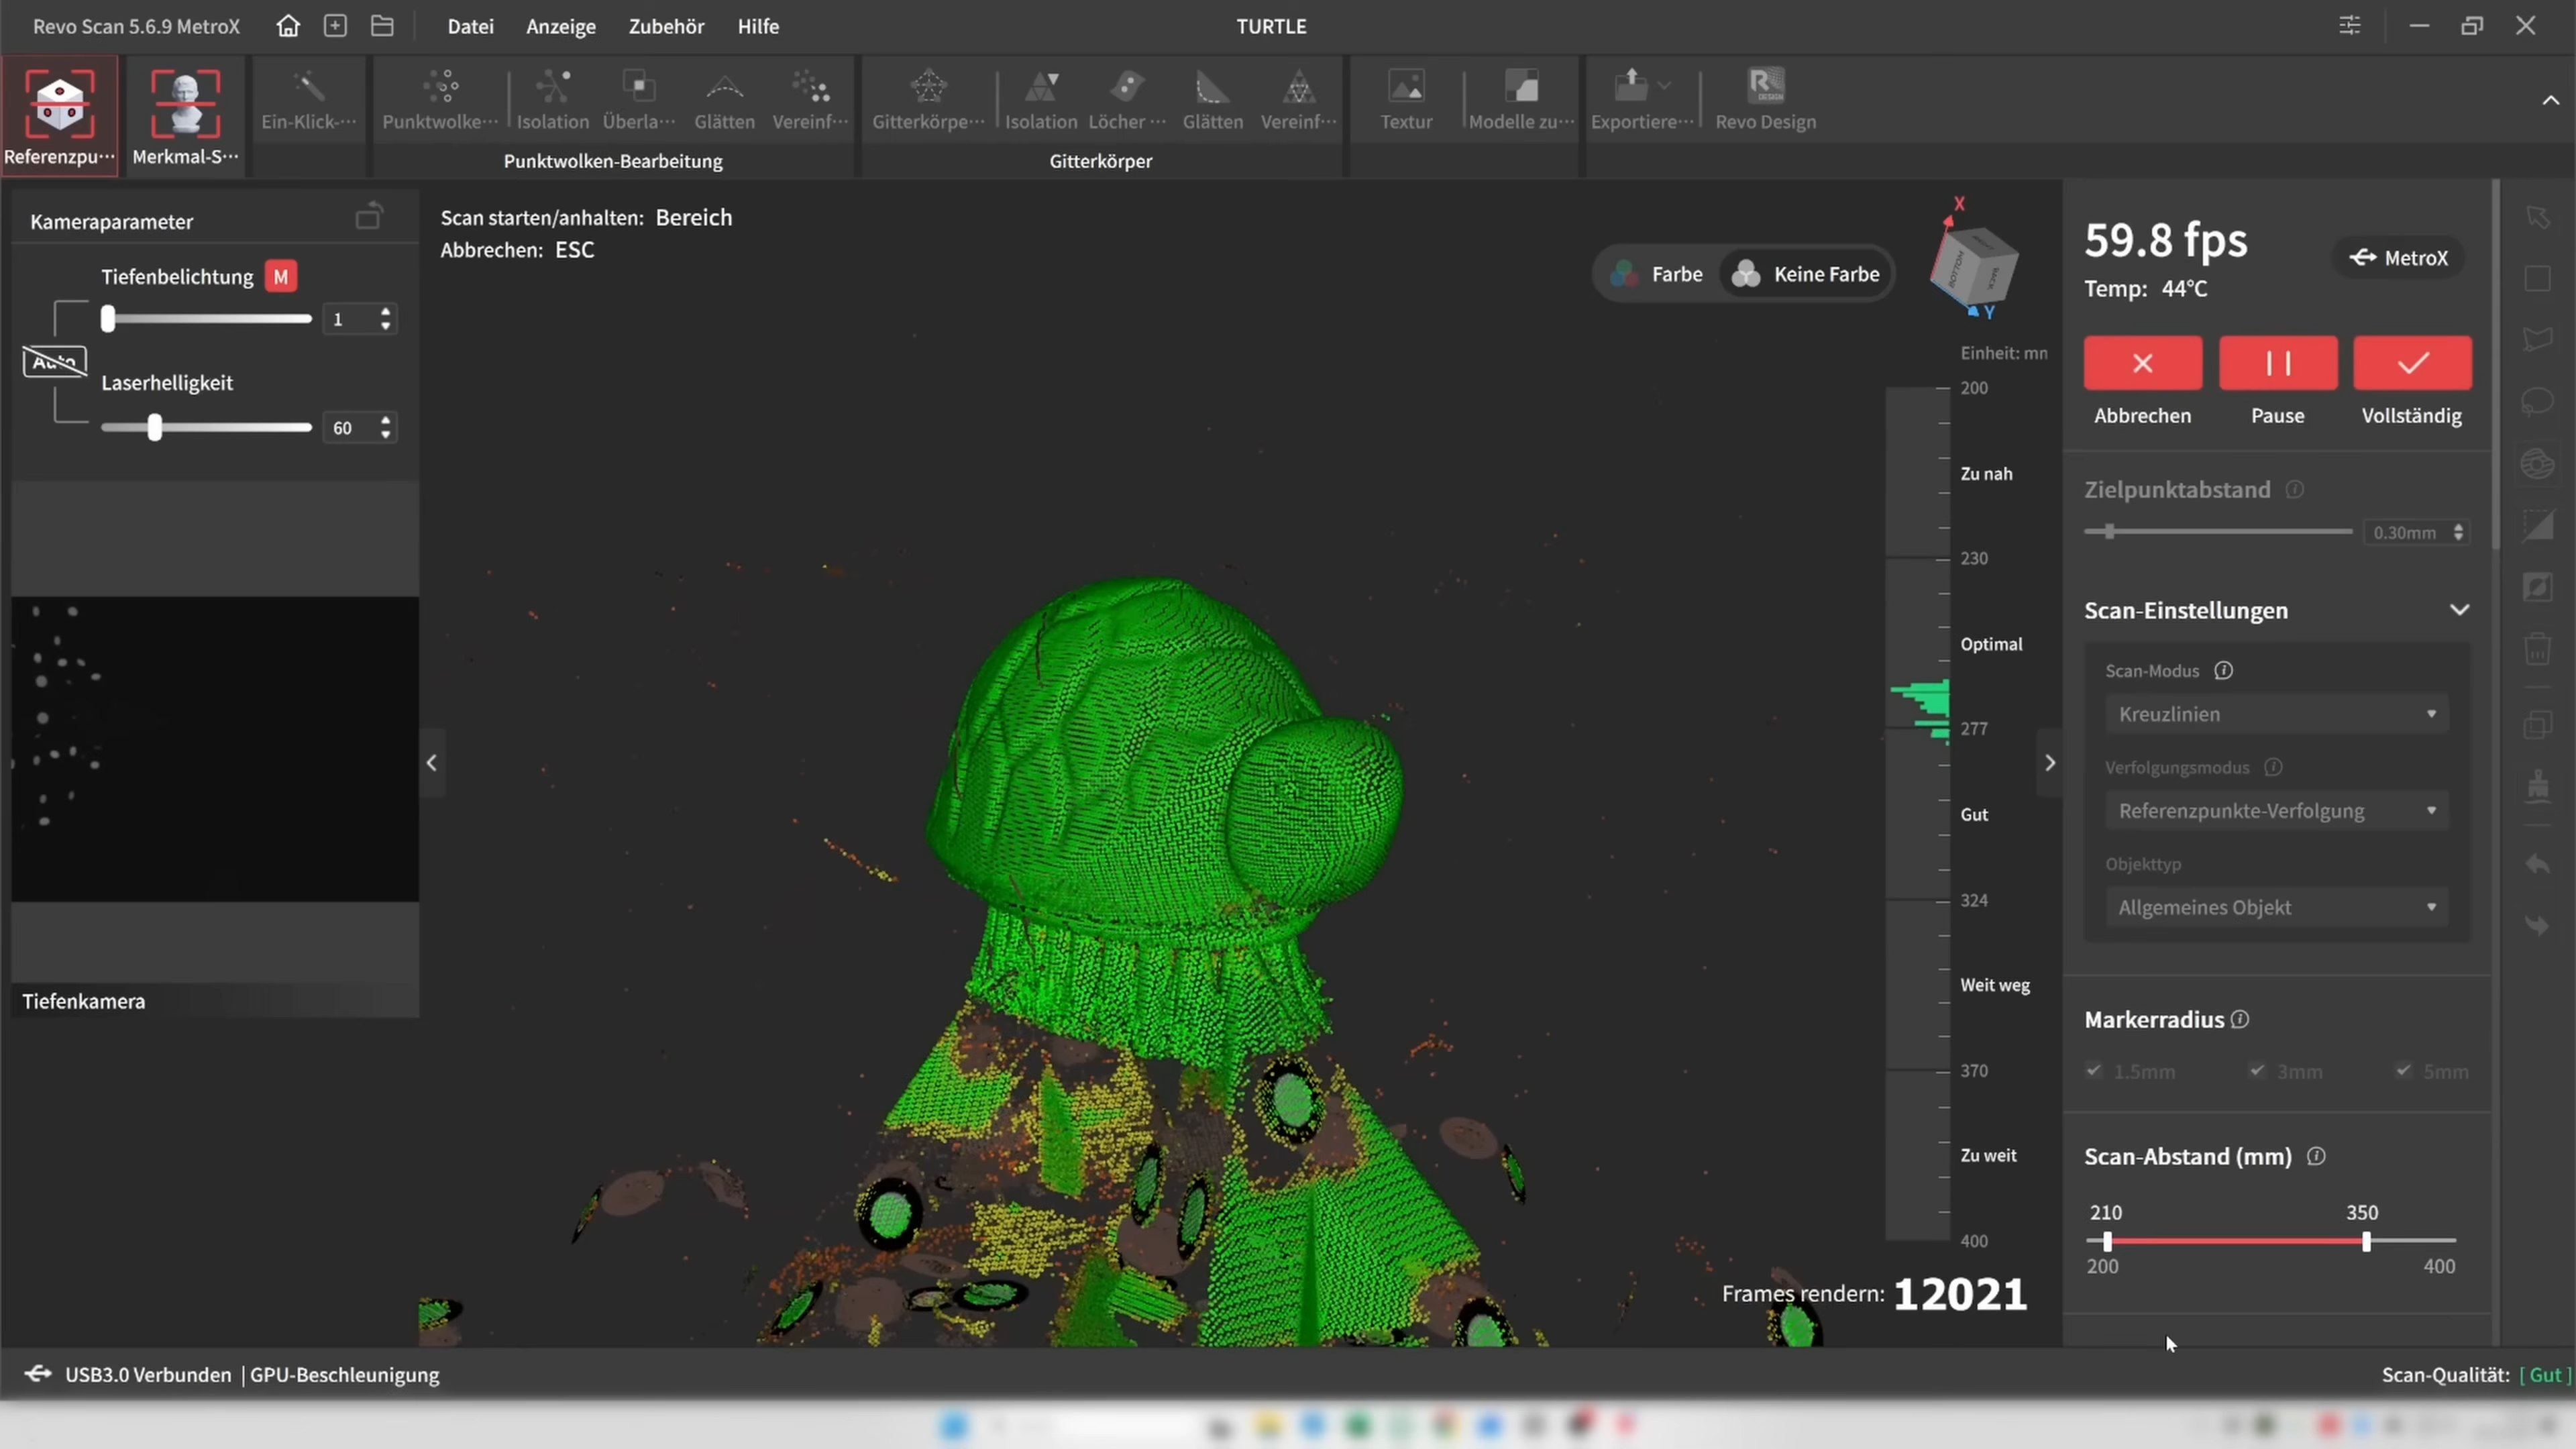 Revo Scan 5.6.9 MetroX
Datei Anzeige Zubehör Hilfe
TURTLE
Referenzpu···
Merkmal-S···
Ein-Klick-···
Punktwolke···
Isolation
Überla···
Glätten
Vereinf···
Punktwolken-Bearbeitung
Gitterkörpe···
Isolation
Löcher ···
Glätten
Vereinf···
Gitterkörper
Textur
Modelle zu···
Exportiere···
Revo Design
Kameraparameter
Tiefenbelichtung M
1
Auto
Laserhelligkeit
60
Tiefenkamera
Scan starten/anhalten: Bereich
Abbrechen: ESC
Farbe
Keine Farbe
X
BOTTOM
BACK
Y
Einheit: mm
200
Zu nah
230
Optimal
277
Gut
324
Weit weg
370
Zu weit
400
Frames rendern: 12021
59.8 fps
MetroX
Temp: 44°C
Abbrechen
Pause
Vollständig
Zielpunktabstand
0.30mm
Scan-Einstellungen
Scan-Modus
Kreuzlinien
Verfolgungsmodus
Referenzpunkte-Verfolgung
Objekttyp
Allgemeines Objekt
Markerradius
1.5mm 3mm 5mm
Scan-Abstand (mm)
210 350
200 400
USB3.0 Verbunden | GPU-Beschleunigung
Scan-Qualität: [ Gut ]